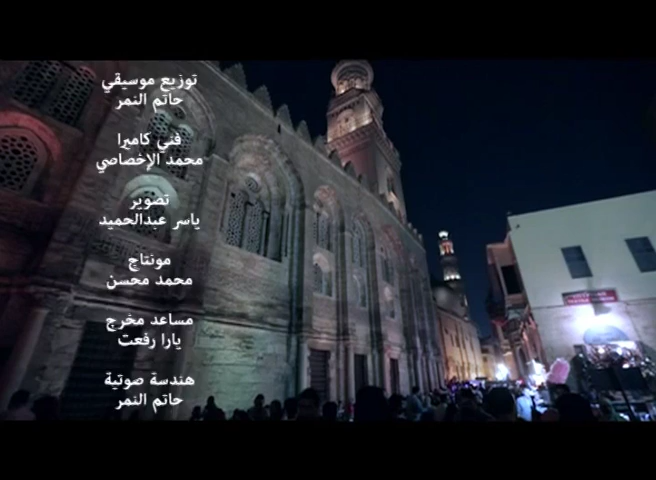 توزيع موسيقي
حاتم النمر
فني كاميرا
محمد الإخصاصي
تصوير
ياسر عبدالحميد
مونتاج
محمد محسن
مساعد مخرج
يارا رفعت
هندسة صوتية
حاتم النمر